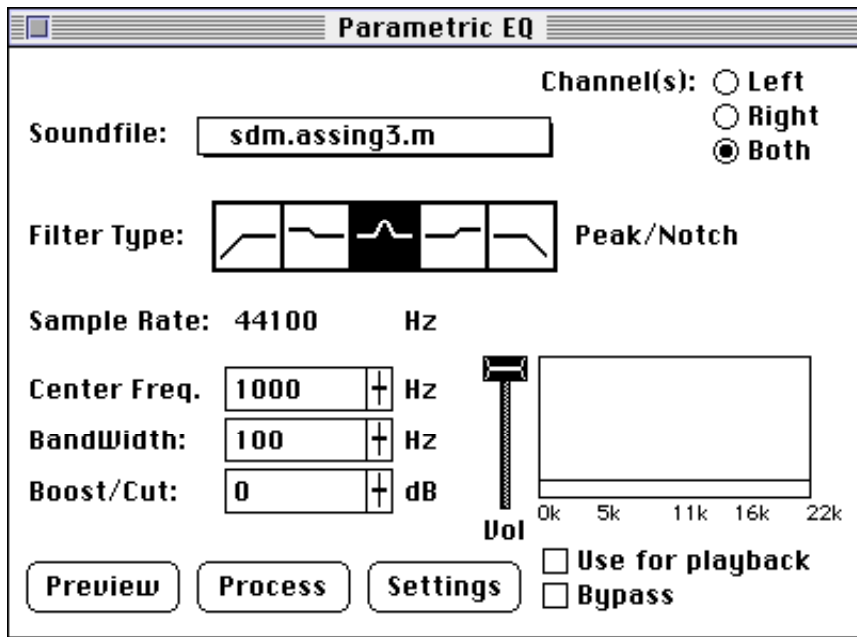 Parametric EQ
Channel(s): Left
Right
Both
Soundfile: sdm.assing3.m
Filter Type: Peak/Notch
Sample Rate: 44100 Hz
Center Freq. 1000 Hz
BandWidth: 100 Hz
Boost/Cut: 0 dB
Vol
0k 5k 11k 16k 22k
Use for playback
Bypass
Preview Process Settings